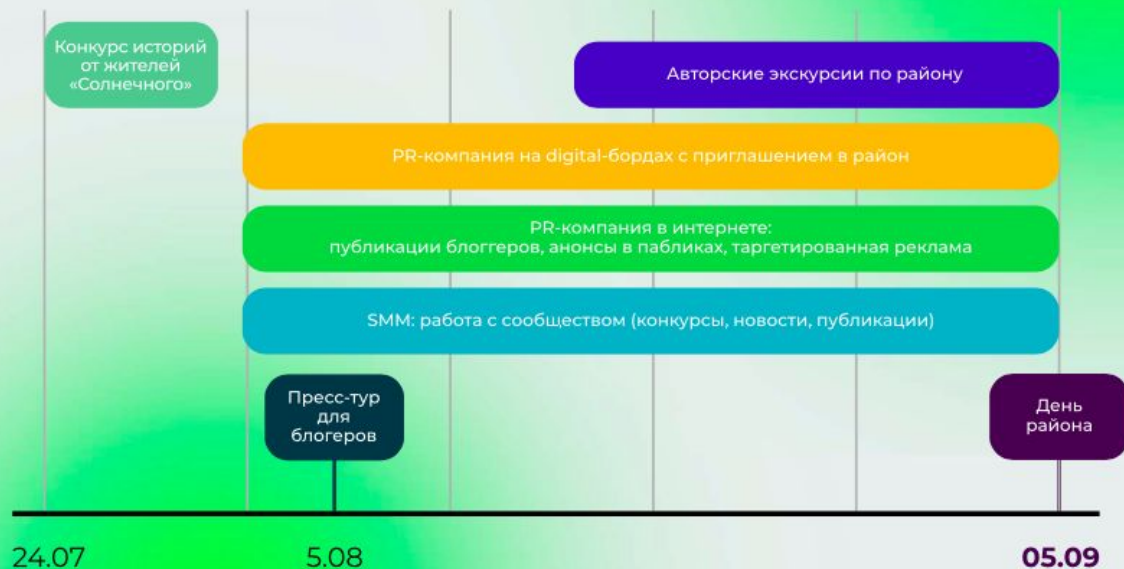 Конкурс историй
от жителей
«Солнечного»
Авторские экскурсии по району
PR-компания на digital-бордах с приглашением в район
PR-компания в интернете:
публикации блоггеров, анонсы в пабликах, таргетированная реклама
SMM: работа с сообществом (конкурсы, новости, публикации)
Пресс-тур
для
блогеров
День
района
24.07
5.08
05.09